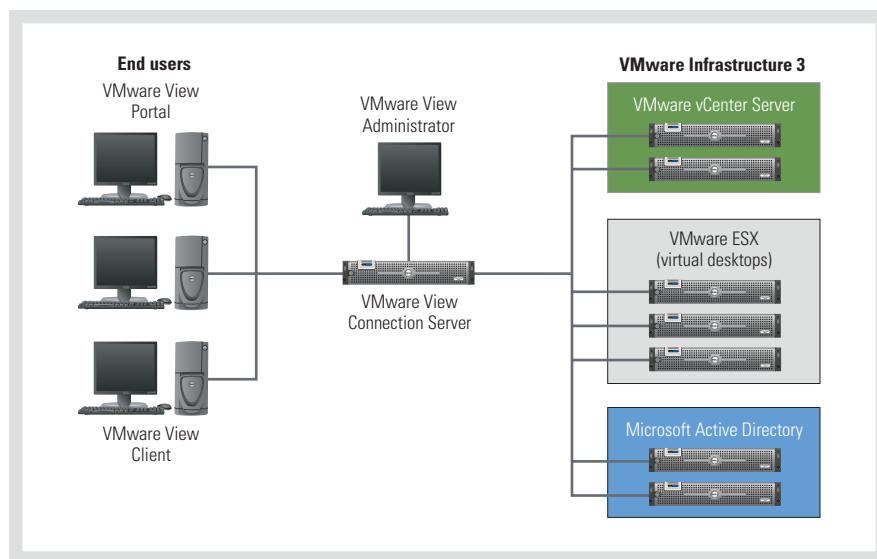 End users
VMware View
Portal
VMware View
Client
VMware View
Administrator
VMware View
Connection Server
VMware Infrastructure 3
VMware vCenter Server
VMware ESX
(virtual desktops)
Microsoft Active Directory